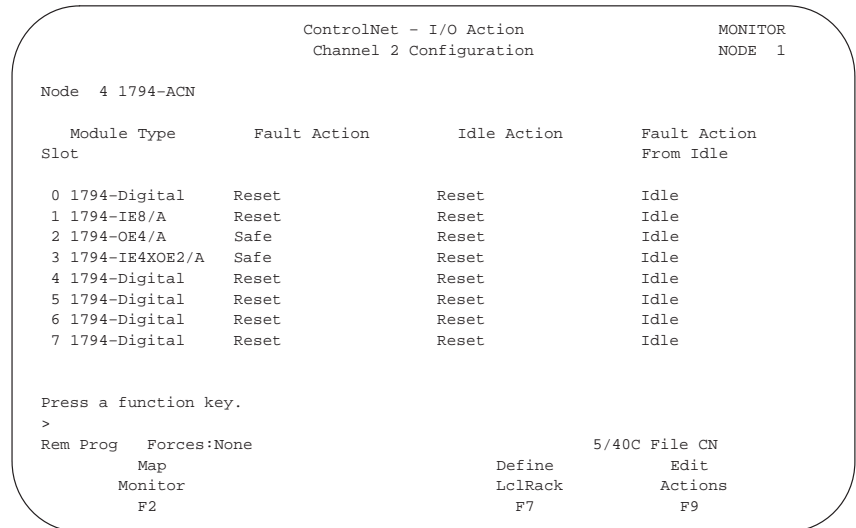 ControlNet - I/O Action MONITOR
Channel 2 Configuration NODE 1
Node 4 1794-ACN
Module Type Fault Action Idle Action Fault Action
Slot From Idle
0 1794-Digital Reset Reset Idle
1 1794-IE8/A Reset Reset Idle
2 1794-OE4/A Safe Reset Idle
3 1794-IE4XOE2/A Safe Reset Idle
4 1794-Digital Reset Reset Idle
5 1794-Digital Reset Reset Idle
6 1794-Digital Reset Reset Idle
7 1794-Digital Reset Reset Idle
Press a function key.
>
Rem Prog Forces:None 5/40C File CN
Map Define Edit
Monitor LclRack Actions
F2 F7 F9